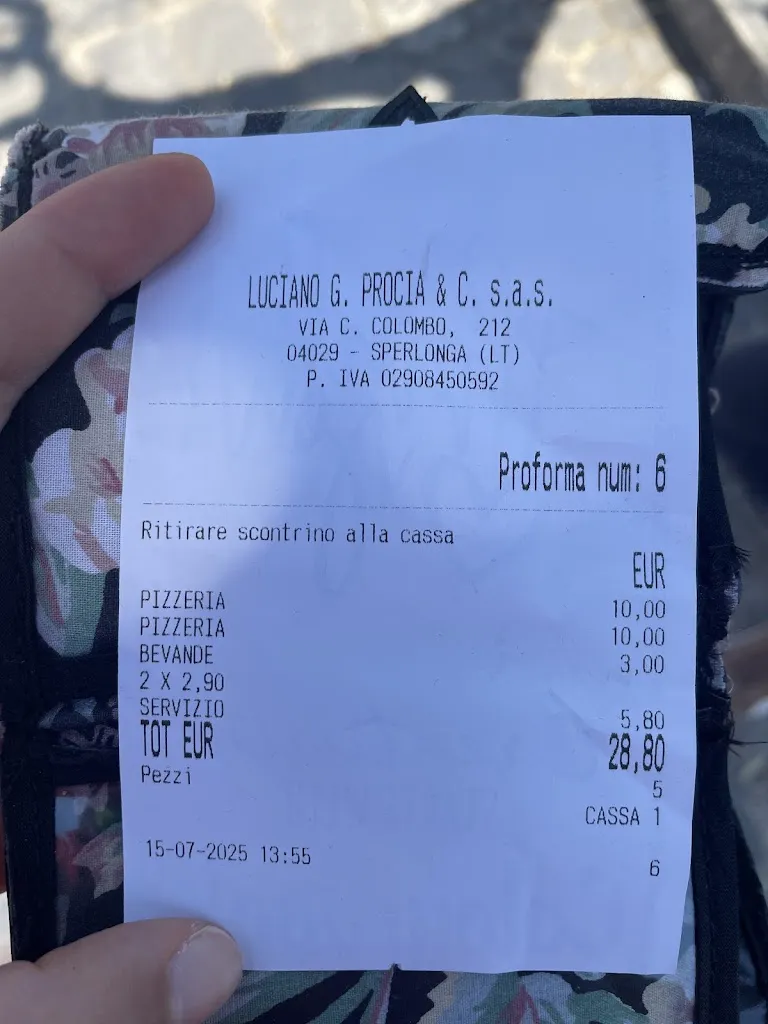 LUCIANO G. PROCIA & C. s.a.s.
VIA C. COLOMBO, 212
04029 - SPERLONGA (LT)
P. IVA 02908450592
Proforma num: 6
Ritirare scontrino alla cassa
EUR
PIZZERIA 10,00
PIZZERIA 10,00
BEVANDE 3,00
2 X 2,90
SERVIZIO 5,80
TOT EUR 28,80
Pezzi 5
CASSA 1
15-07-2025 13:55 6